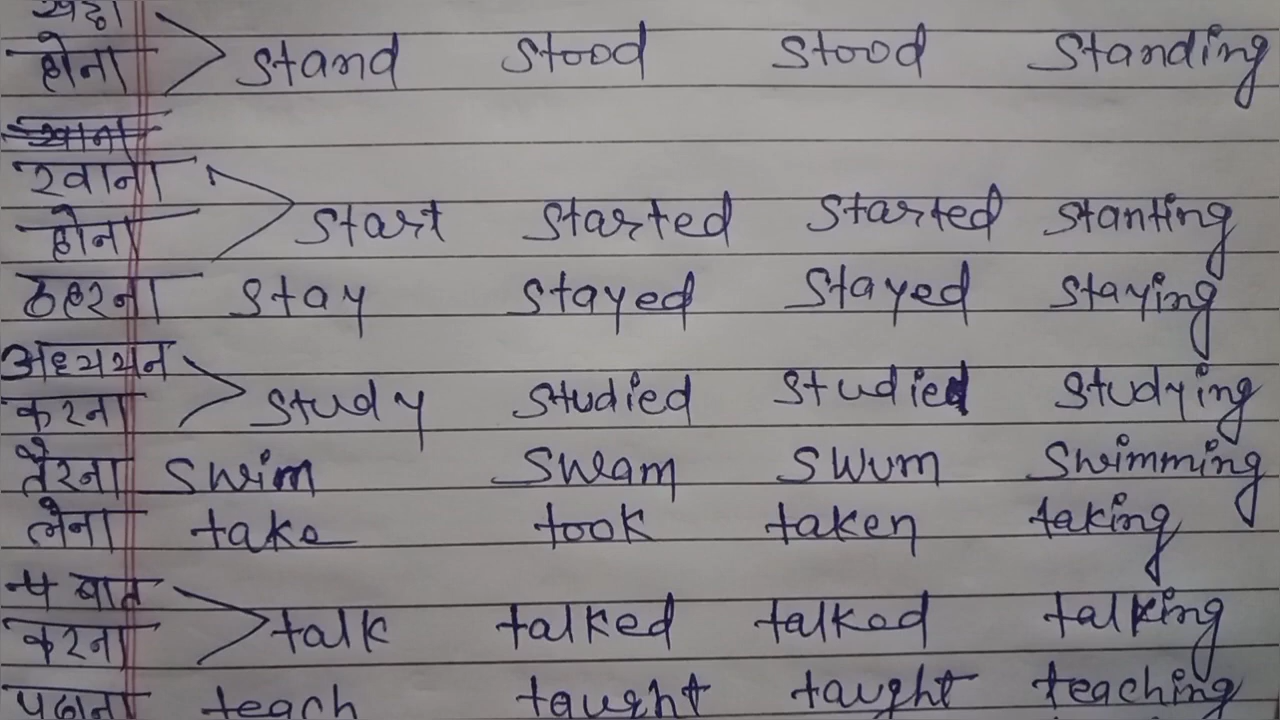 खड़ा
होना stand stood stood standing
खाना
रवाना
होना start started started stanting
ठहरना stay stayed stayed staying
अध्ययन
करना study studied studied studying
तैरना swim swam swum swimming
लेना take took taken taking
बात
करना talk talked talked talking
पढाना teach taught taught teaching